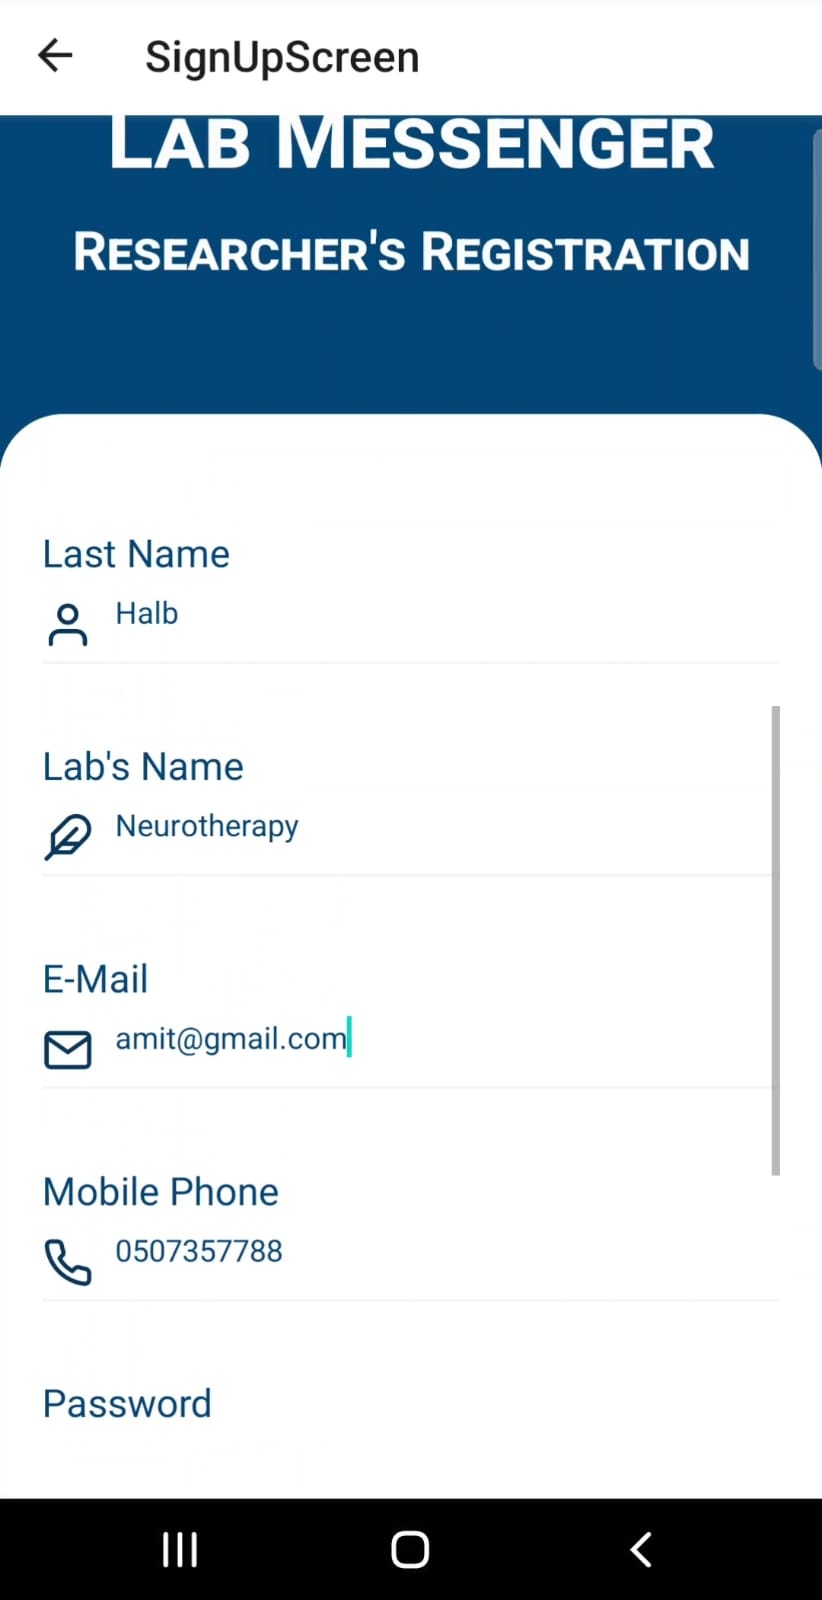 SignUpScreen
LAB MESSENGER
RESEARCHER'S REGISTRATION
Last Name
Halb
Lab's Name
Neurotherapy
E-Mail
amit@gmail.com
Mobile Phone
0507357788
Password